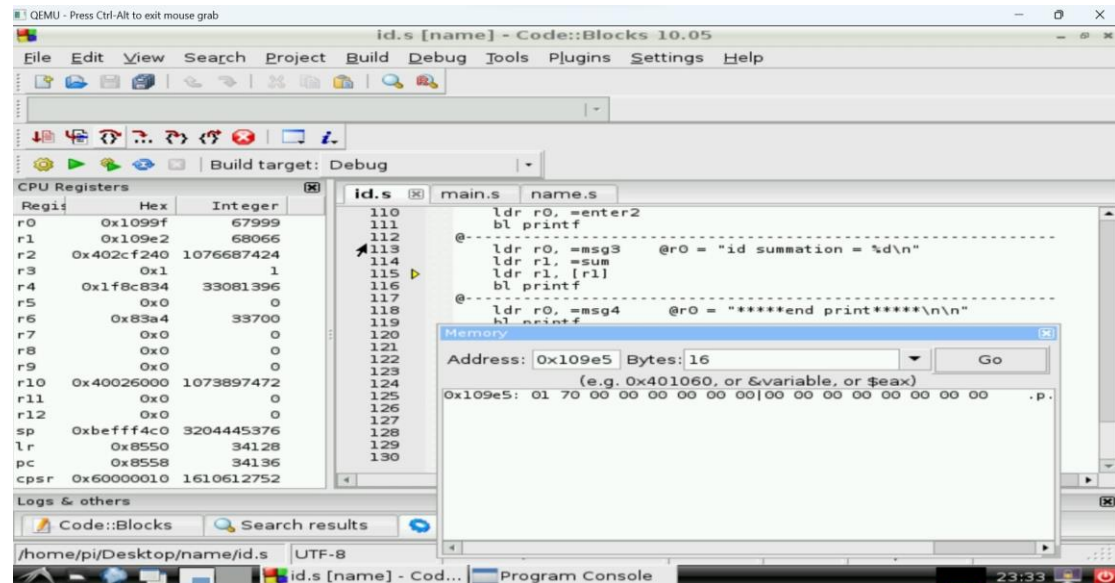 QEMU - Press Ctrl-Alt to exit mouse grab
id.s [name] - Code::Blocks 10.05
File Edit View Search Project Build Debug Tools Plugins Settings Help
Build target: Debug
CPU Registers
Regis Hex Integer
r0 0x1099f 67999
r1 0x109e2 68066
r2 0x402cf240 1076687424
r3 0x1 1
r4 0x1f8c834 33081396
r5 0x0 0
r6 0x83a4 33700
r7 0x0 0
r8 0x0 0
r9 0x0 0
r10 0x40026000 1073897472
r11 0x0 0
r12 0x0 0
sp 0xbefff4c0 3204445376
lr 0x8550 34128
pc 0x8558 34136
cpsr 0x60000010 1610612752
id.s main.s name.s
110 ldr r0, =enter2
111 bl printf
112 @----------------------------------------------------------------
113 ldr r0, =msg3 @r0 = "id summation = %d\n"
114 ldr r1, =sum
115 ldr r1, [r1]
116 bl printf
117 @----------------------------------------------------------------
118 ldr r0, =msg4 @r0 = "*****end print*****\n\n"
119 bl printf
120
121
122
123
124
125
126
127
128
129
130
Memory
Address: 0x109e5 Bytes: 16 Go
(e.g. 0x401060, or &variable, or $eax)
0x109e5: 01 70 00 00 00 00 00 00|00 00 00 00 00 00 00 00 .p.
Logs & others
Code::Blocks Search results
/home/pi/Desktop/name/id.s UTF-8
id.s [name] - Cod... Program Console 23:33